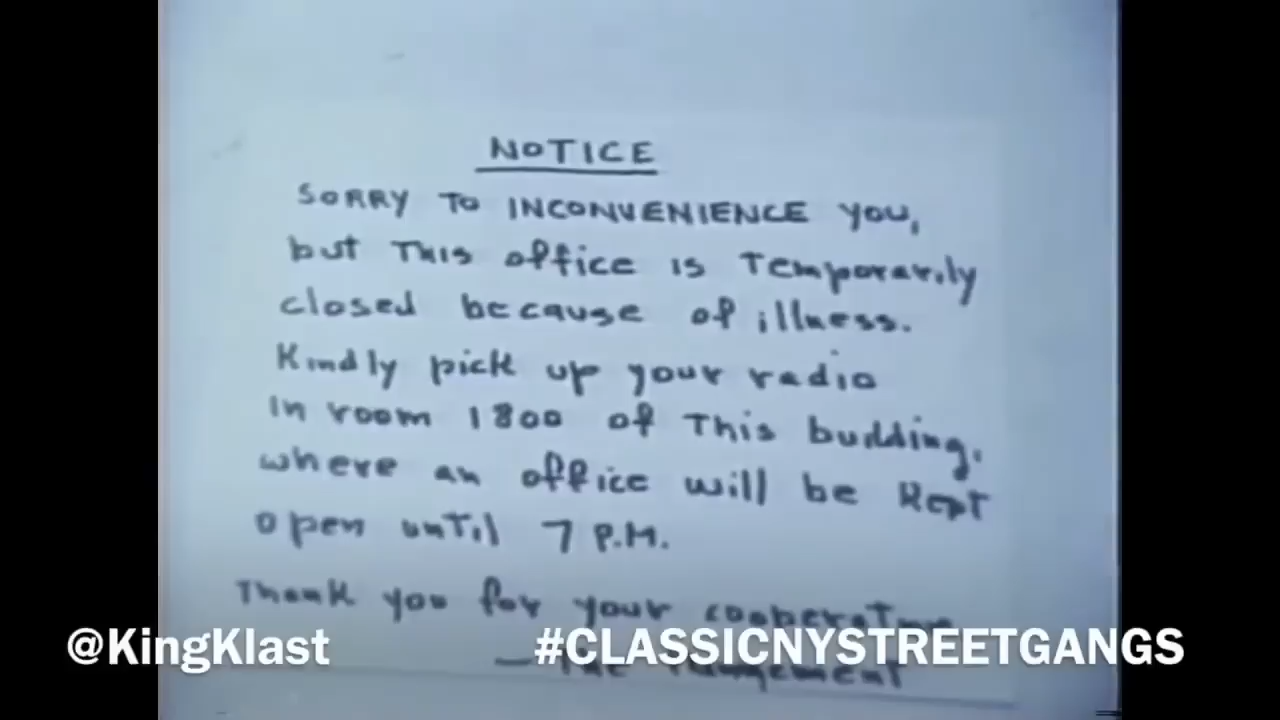 NOTICE
SORRY TO INCONVENIENCE YOU,
but This office is Temporarily
closed because of illness.
Kindly pick up your radio
In room 1800 of This building,
where an office will be Kept
open until 7 P.M.
Thank you for your
@KingKlast #CLASSICNYSTREETGANGS